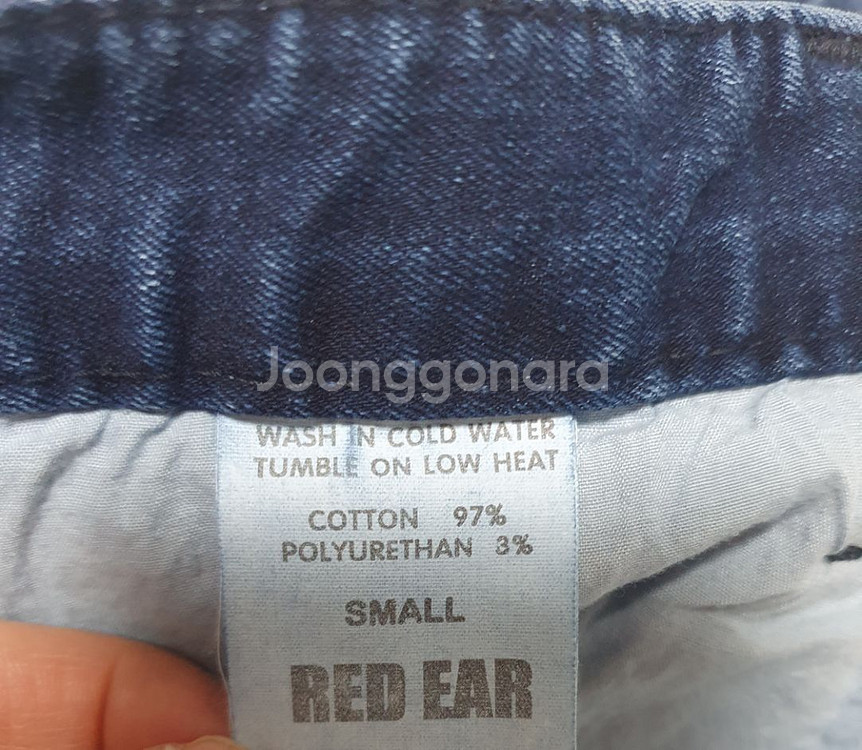 Joonggonara
WASH IN COLD WATER
TUMBLE ON LOW HEAT
COTTON 97%
POLYURETHAN 3%
SMALL
RED EAR